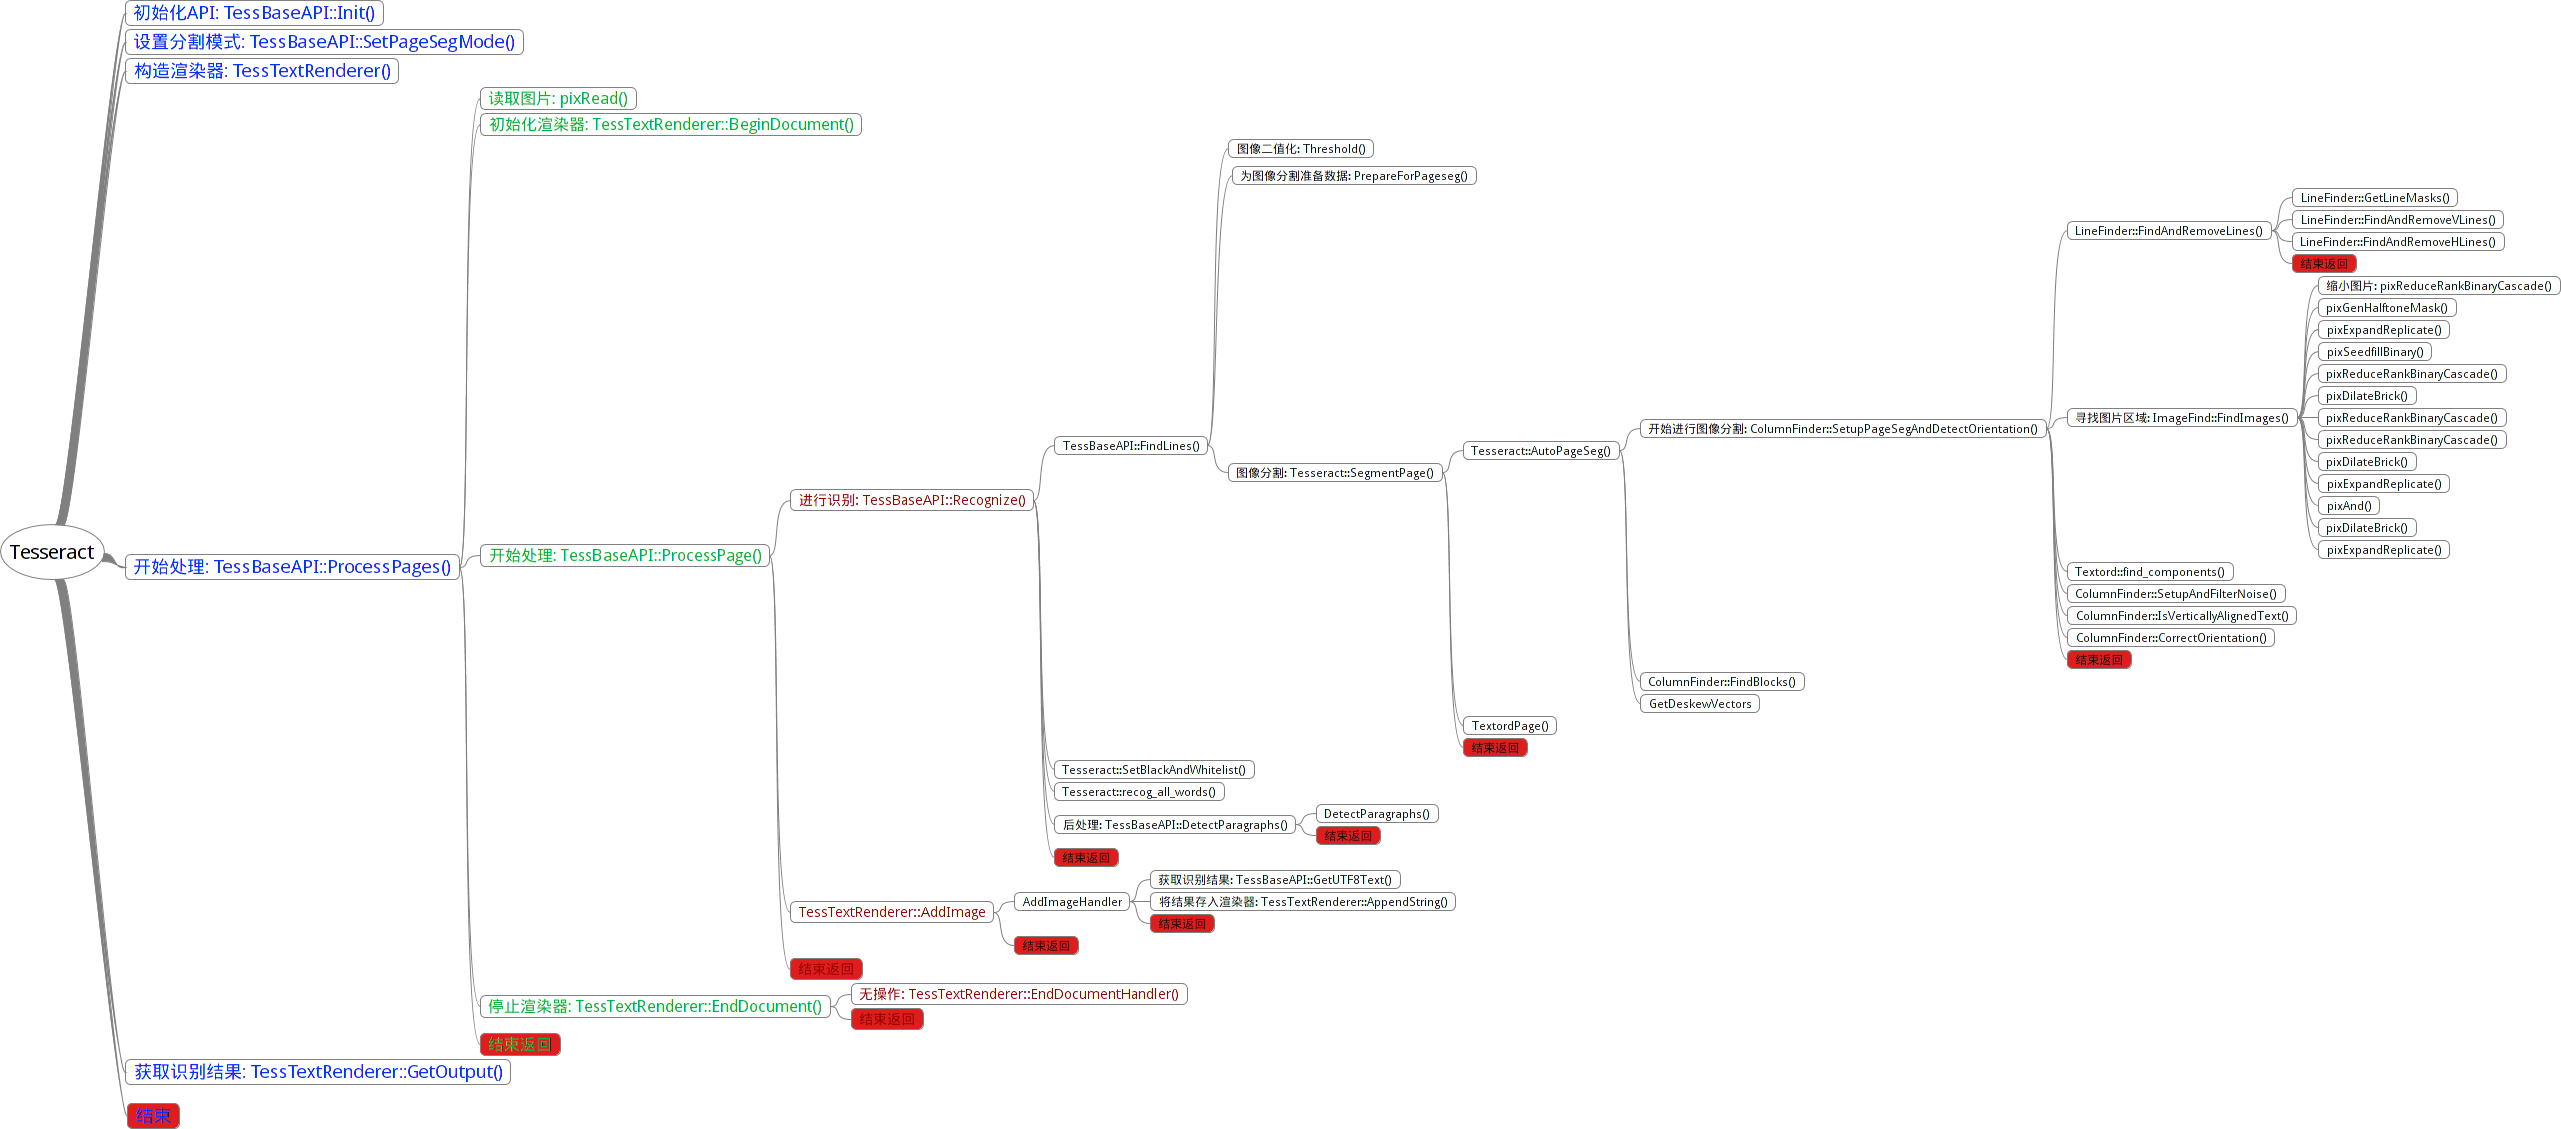 初始化API: TessBaseAPI::Init()
设置分割模式: TessBaseAPI::SetPageSegMode()
构造渲染器: TessTextRenderer()
读取图片: pixRead()
初始化渲染器: TessTextRenderer::BeginDocument()
图像二值化: Threshold()
为图像分割准备数据: PrepareForPageseg()
LineFinder::GetLineMasks()
LineFinder::FindAndRemoveVLines()
LineFinder::FindAndRemoveLines()
LineFinder::FindAndRemoveHLines()
结束返回
缩小图片: pixReduceRankBinaryCascade()
pixGenHalftoneMask()
pixExpandReplicate()
pixSeedfillBinary()
pixReduceRankBinaryCascade()
pixDilateBrick()
寻找图片区域: ImageFind::FindImages()
pixReduceRankBinaryCascade()
开始进行图像分割: ColumnFinder::SetupPageSegAndDetectOrientation()
pixReduceRankBinaryCascade()
TessBaseAPI::FindLines()
Tesseract::AutoPageSeg()
pixDilateBrick()
图像分割: Tesseract::SegmentPage()
pixExpandReplicate()
进行识别: TessBaseAPI::Recognize()
pixAnd()
pixDilateBrick()
Tesseract
开始处理: TessBaseAPI::ProcessPage()
pixExpandReplicate()
开始处理: TessBaseAPI::ProcessPages()
Textord::find_components()
ColumnFinder::SetupAndFilterNoise()
ColumnFinder::IsVerticallyAlignedText()
ColumnFinder::CorrectOrientation()
结束返回
ColumnFinder::FindBlocks()
GetDeskewVectors
TextordPage()
结束返回
Tesseract::SetBlackAndWhitelist()
Tesseract::recog_all_words()
DetectParagraphs()
后处理: TessBaseAPI::DetectParagraphs()
结束返回
结束返回
获取识别结果: TessBaseAPI::GetUTF8Text()
AddImageHandler
将结果存入渲染器: TessTextRenderer::AppendString()
TessTextRenderer::AddImage
结束返回
结束返回
结束返回
无操作: TessTextRenderer::EndDocumentHandler()
停止渲染器: TessTextRenderer::EndDocument()
结束返回
结束返回
获取识别结果: TessTextRenderer::GetOutput()
结束